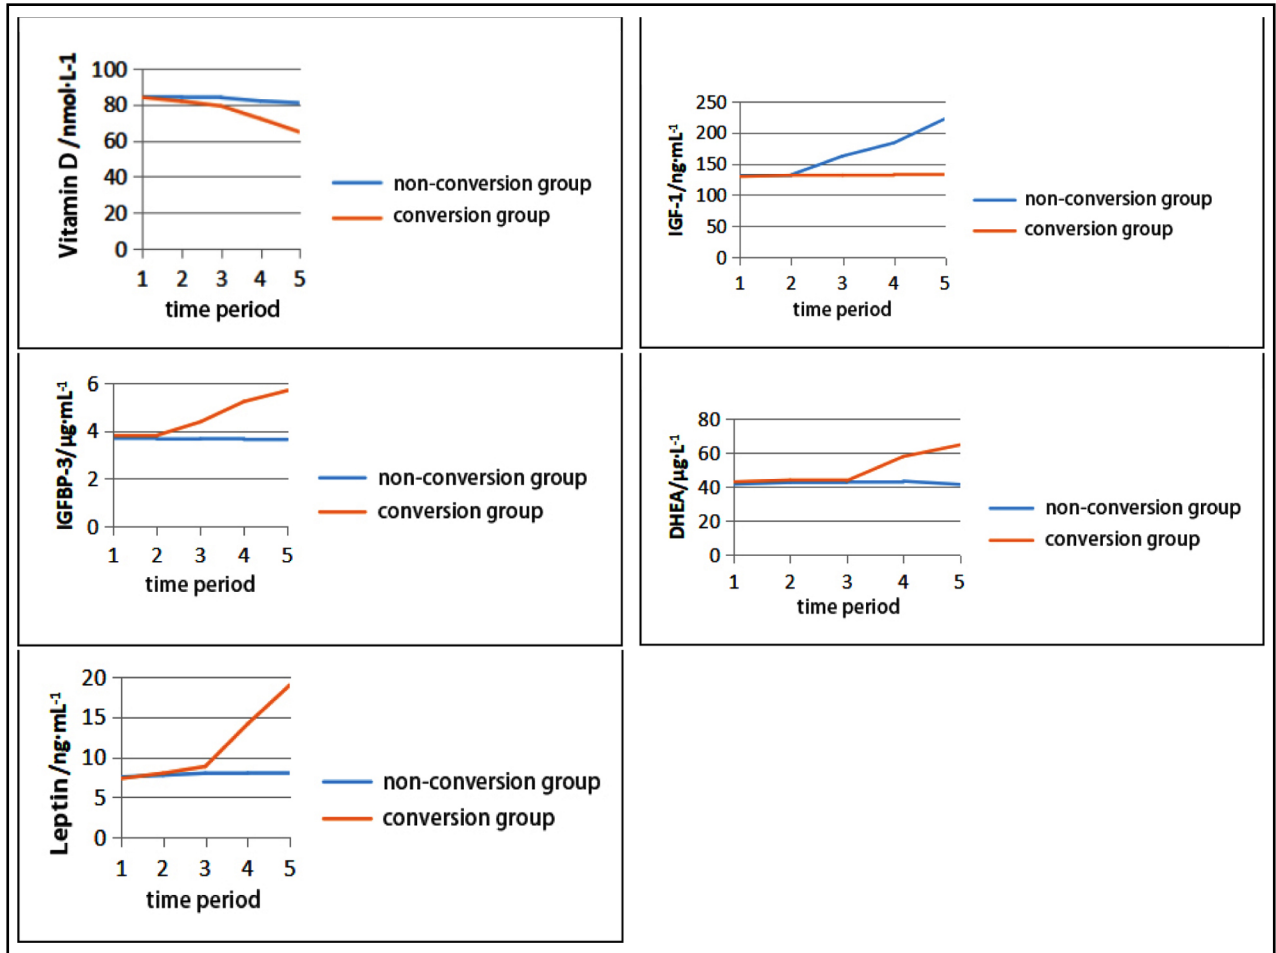 Vitamin D /nmol·L-1
100
80
60
40
20
0
1 2 3 4 5
time period
non-conversion group
conversion group
IGF-1/ng·mL-1
250
200
150
100
50
0
1 2 3 4 5
time period
non-conversion group
conversion group
IGFBP-3/µg·mL-1
6
4
2
0
1 2 3 4 5
time period
non-conversion group
conversion group
DHEA/µg·L-1
80
60
40
20
0
1 2 3 4 5
time period
non-conversion group
conversion group
Leptin /ng·mL-1
20
15
10
5
0
1 2 3 4 5
time period
non-conversion group
conversion group